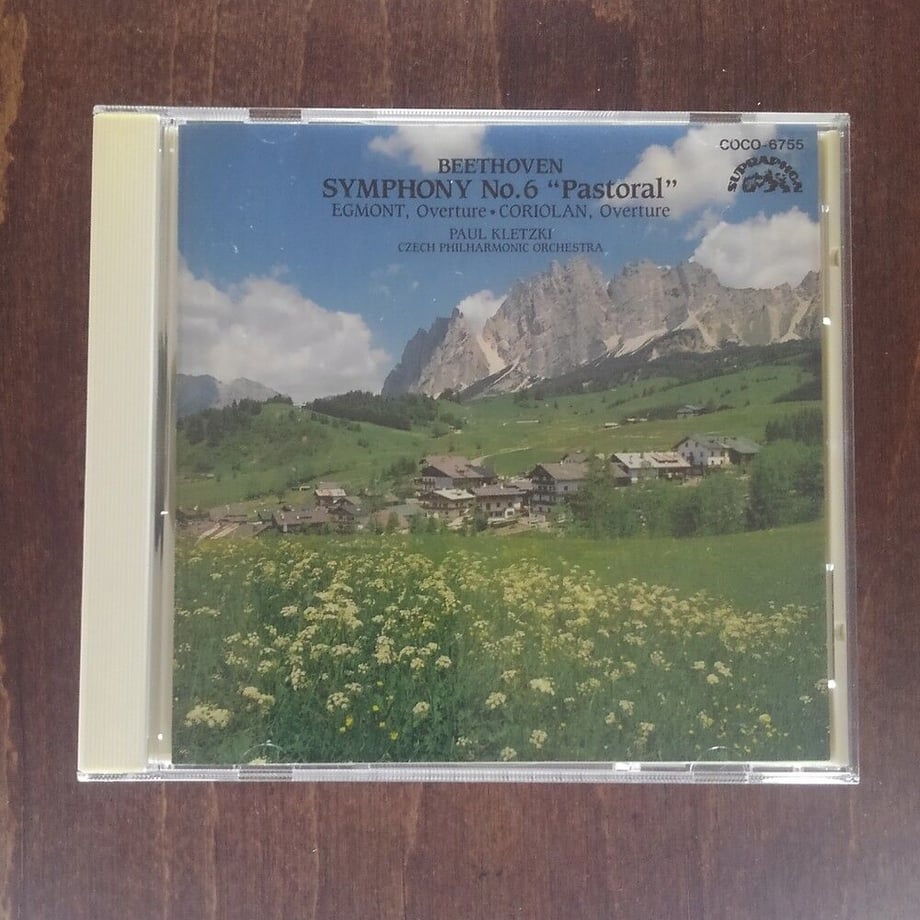 COCO-6755
SUPRAPHON
BEETHOVEN
SYMPHONY No.6 “Pastoral”
EGMONT, Overture • CORIOLAN, Overture
PAUL KLETZKI
CZECH PHILHARMONIC ORCHESTRA